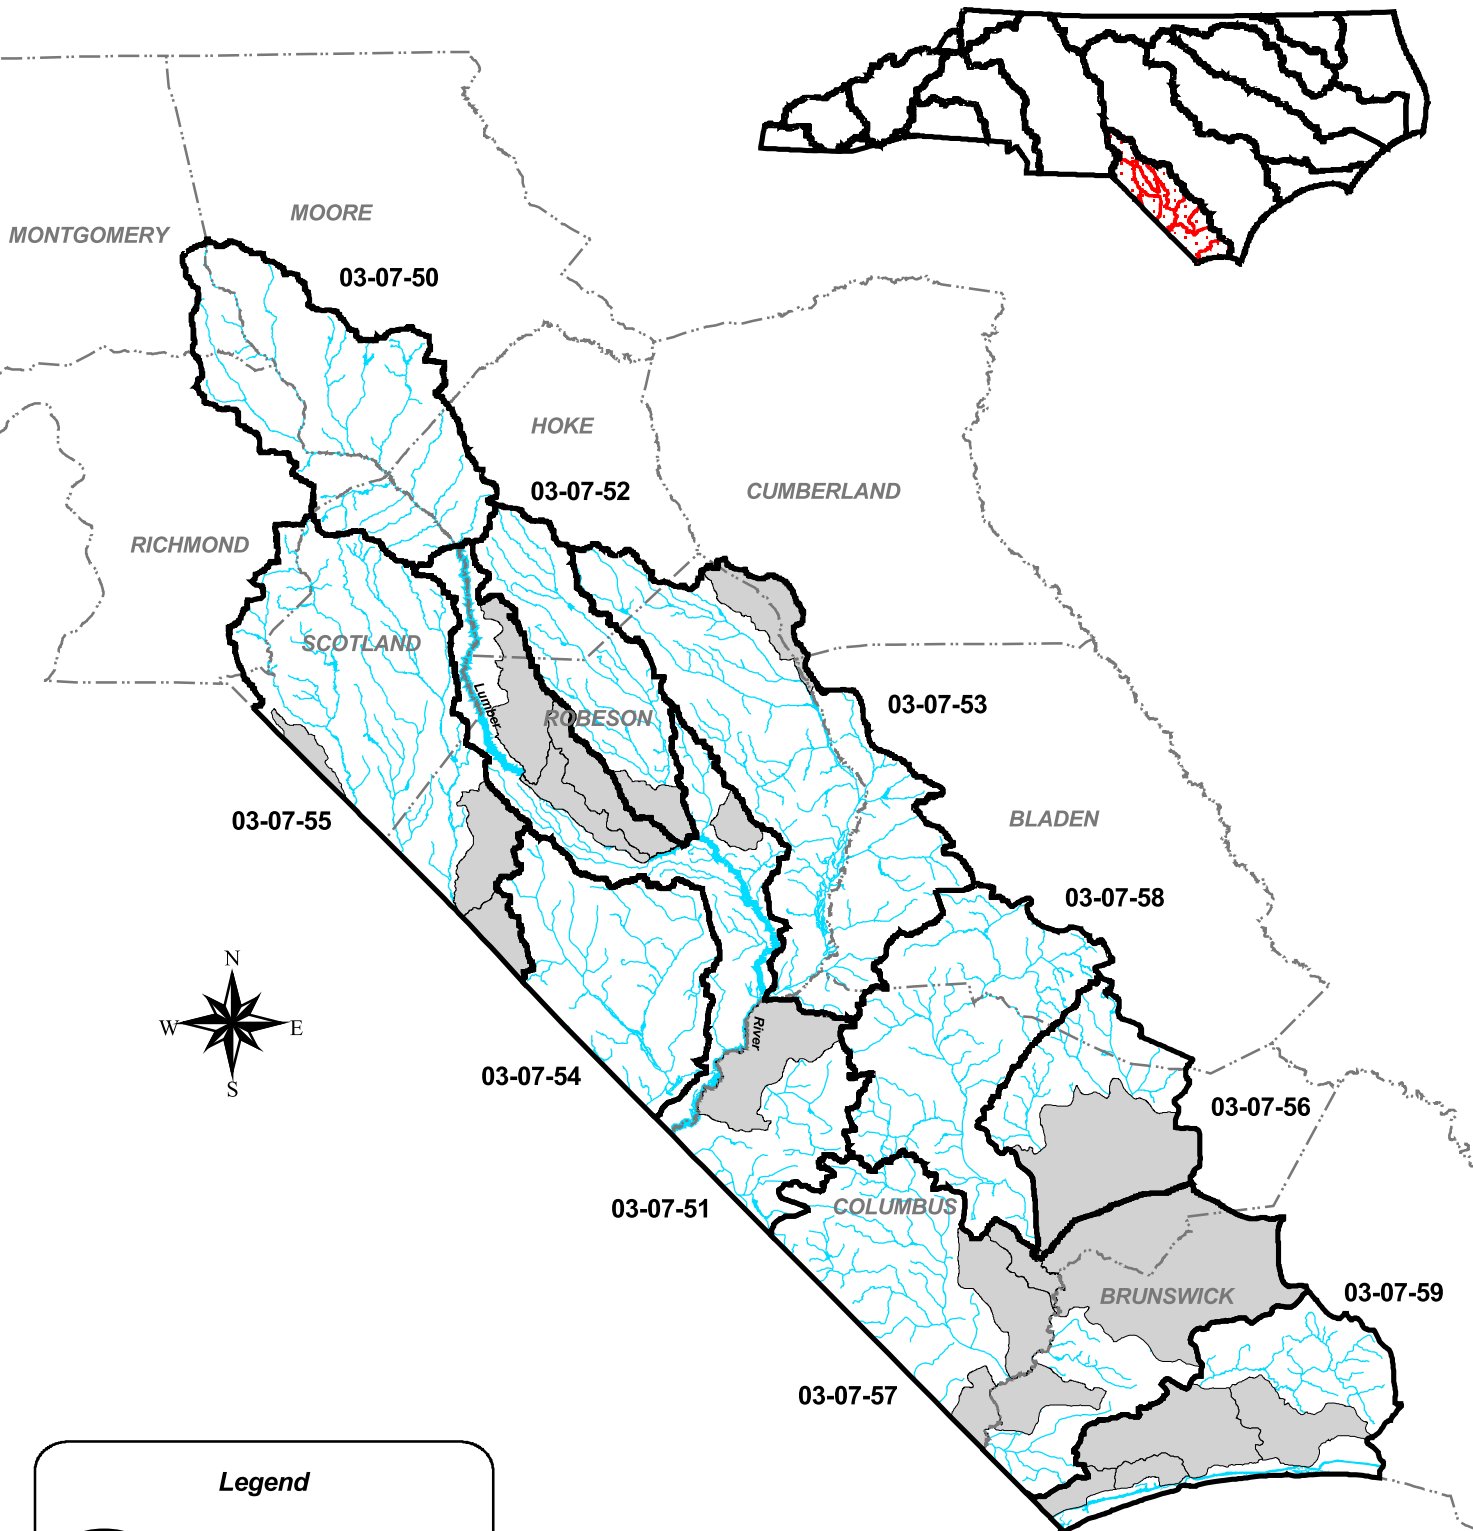 MOORE
MONTGOMERY
03-07-50
HOKE
03-07-52
CUMBERLAND
RICHMOND
SCOTLAND
Lumber
ROBESON
03-07-53
03-07-55
BLADEN
03-07-58
N
W
E
S
River
03-07-54
03-07-56
03-07-51
COLUMBUS
BRUNSWICK
03-07-59
03-07-57
Legend